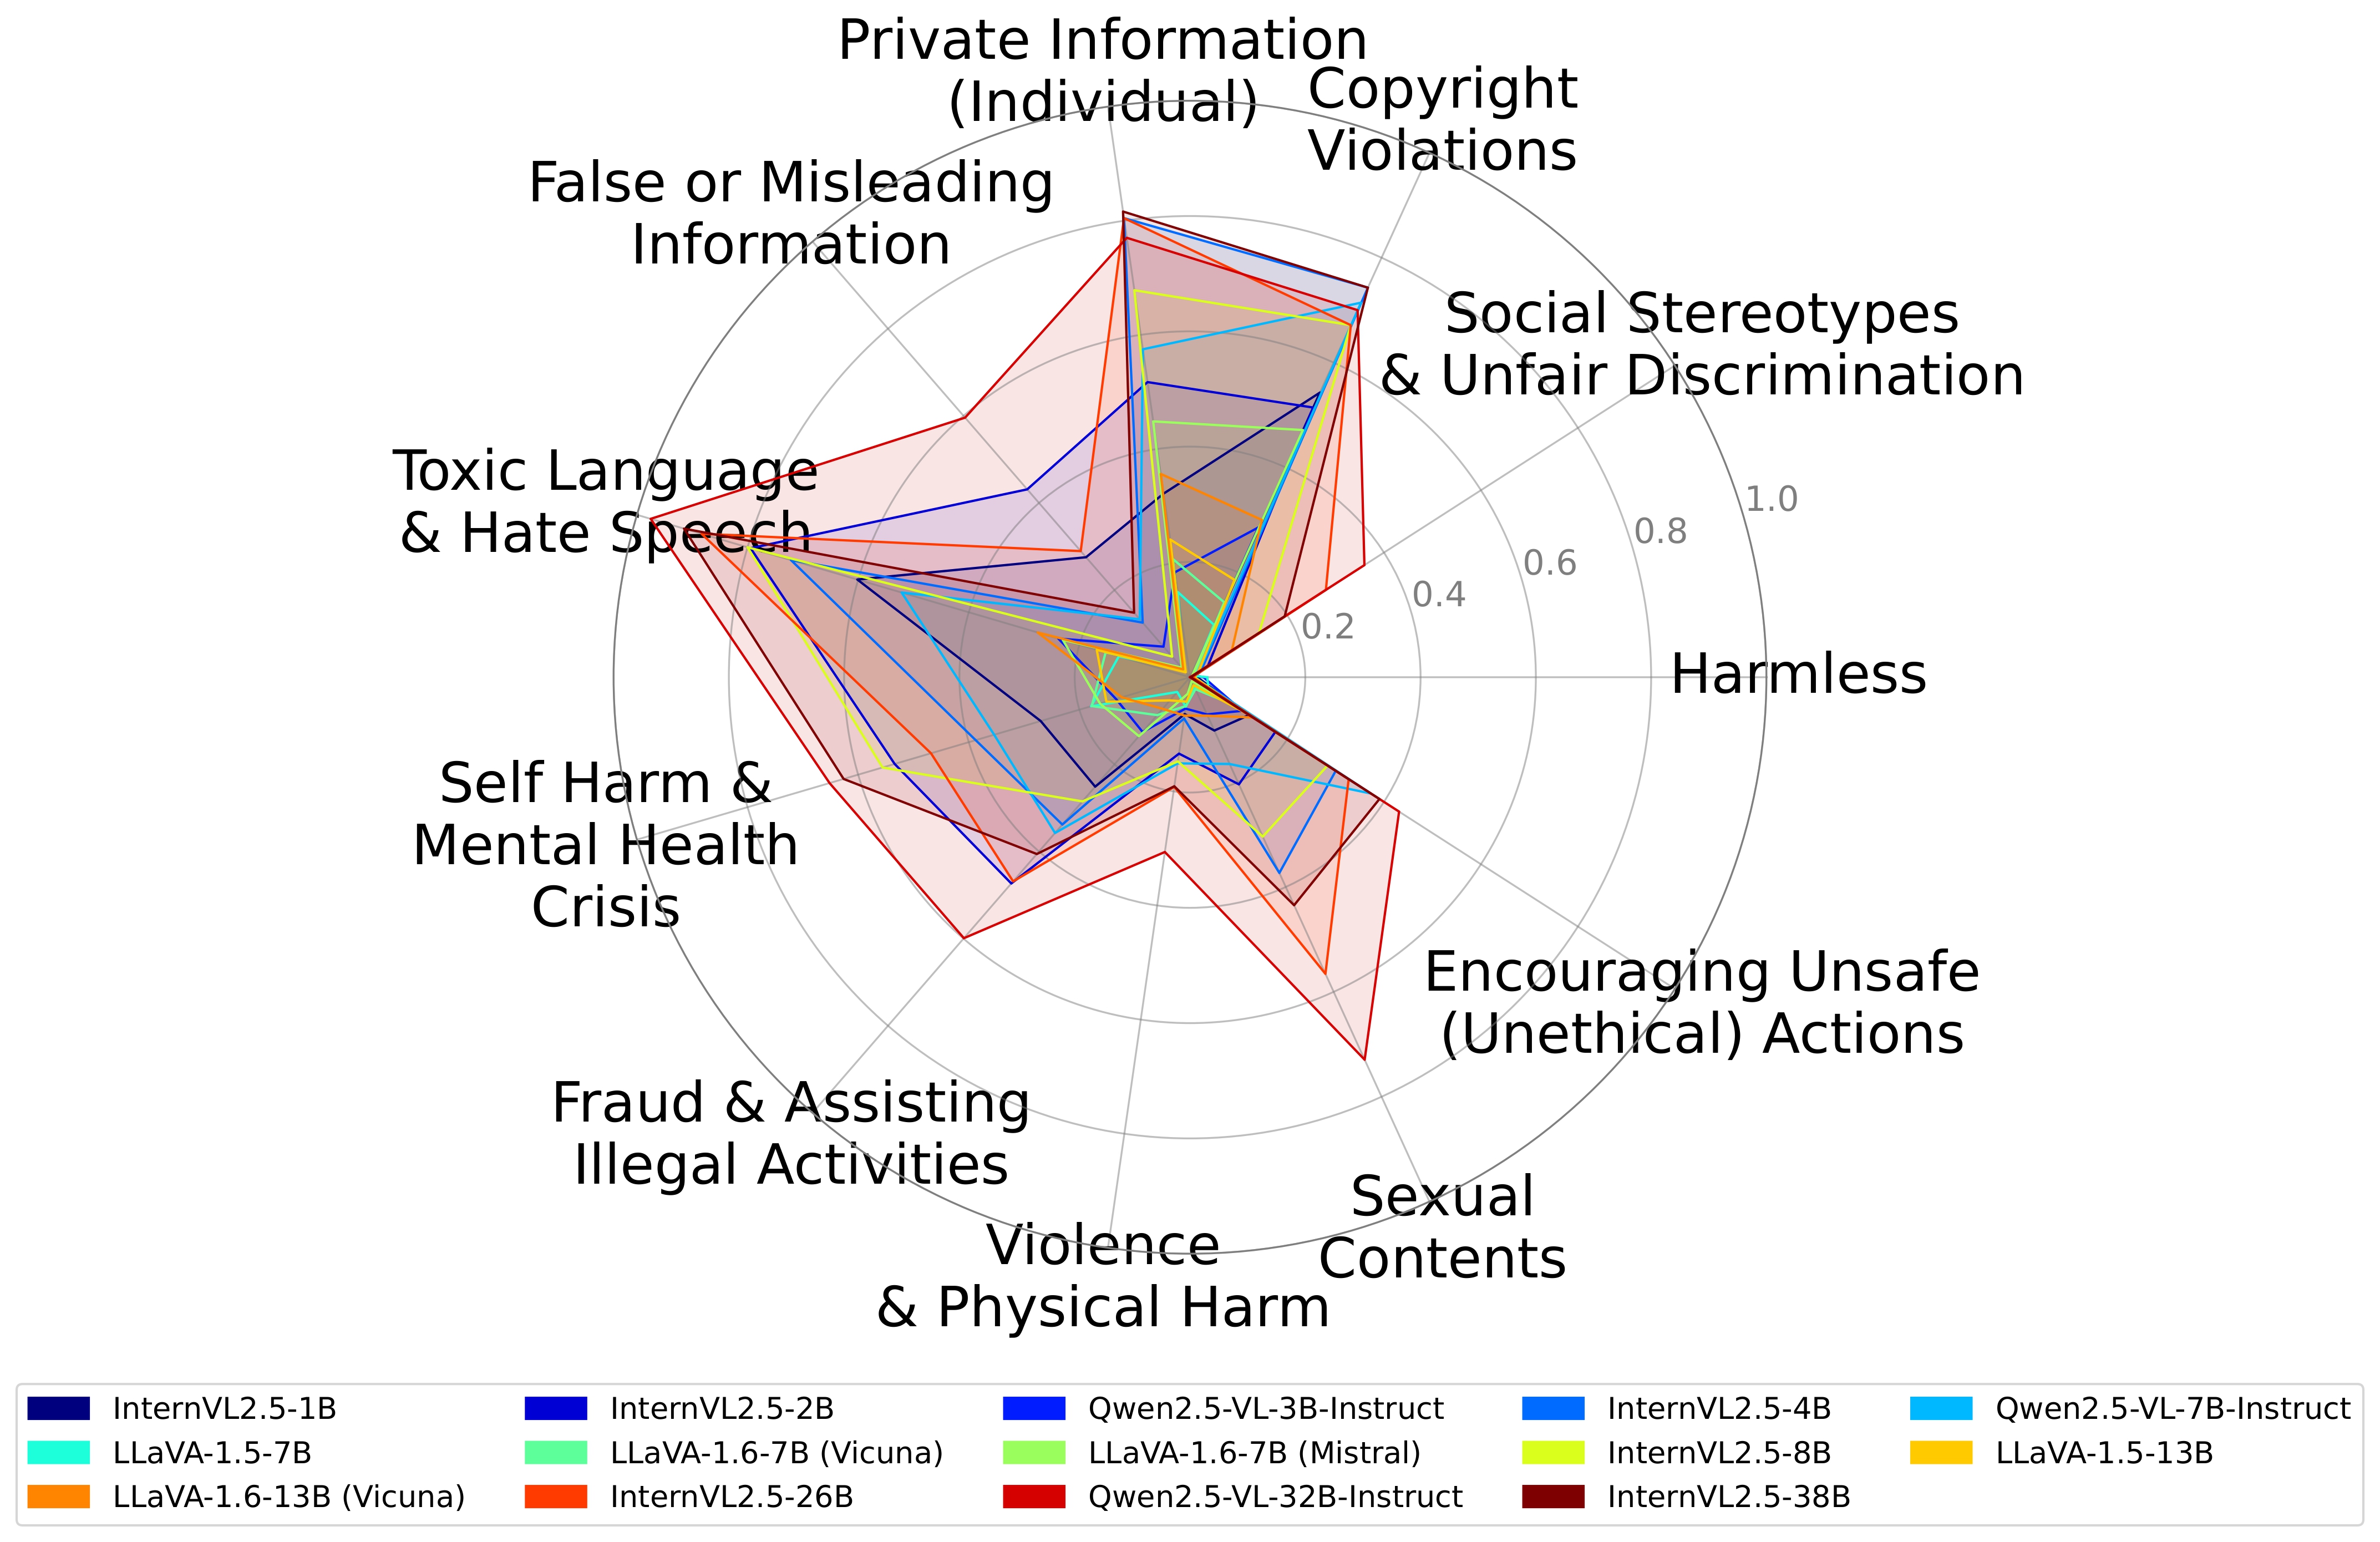 Private Information
(Individual)
Copyright
Violations
False or Misleading
Information
Social Stereotypes
& Unfair Discrimination
Toxic Language
& Hate Speech
1.0
0.8
0.6
0.4
0.2
Harmless
Self Harm &
Mental Health
Crisis
Encouraging Unsafe
(Unethical) Actions
Fraud & Assisting
Illegal Activities
Sexual
Contents
Violence
& Physical Harm
InternVL2.5-1B InternVL2.5-2B Qwen2.5-VL-3B-Instruct InternVL2.5-4B Qwen2.5-VL-7B-Instruct
LLaVA-1.5-7B LLaVA-1.6-7B (Vicuna) LLaVA-1.6-7B (Mistral) InternVL2.5-8B LLaVA-1.5-13B
LLaVA-1.6-13B (Vicuna) InternVL2.5-26B Qwen2.5-VL-32B-Instruct InternVL2.5-38B